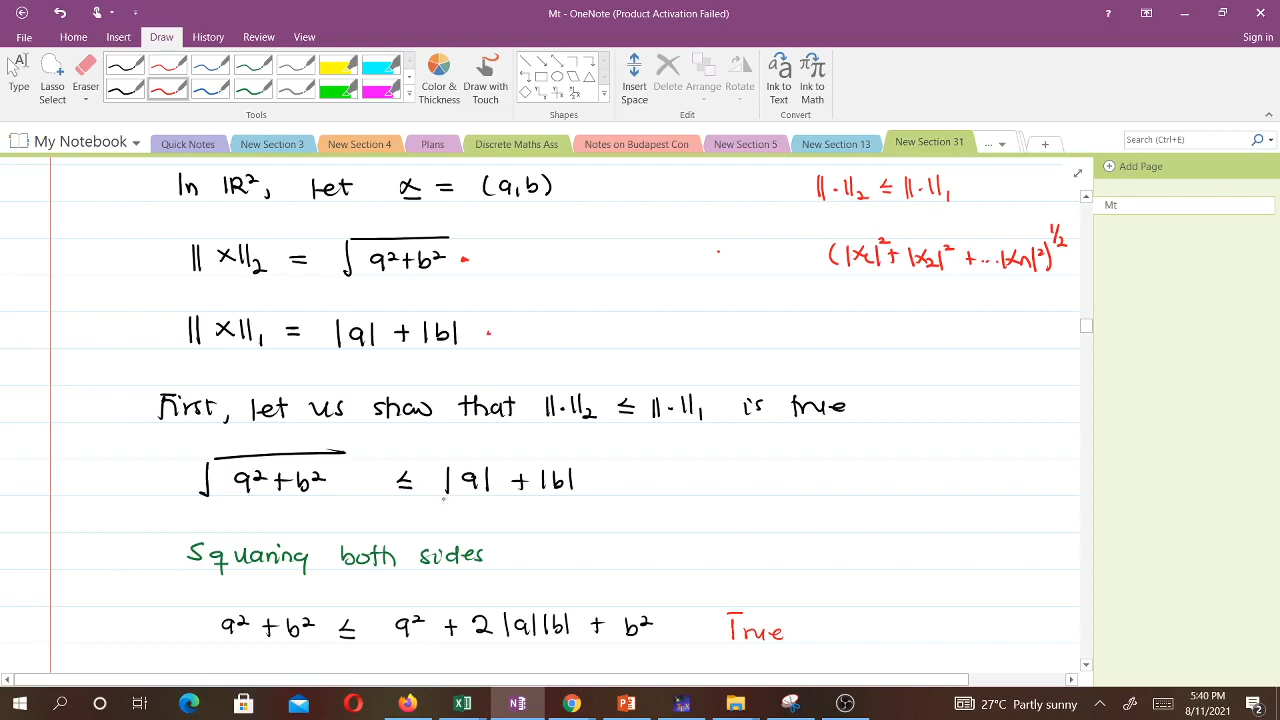 Mt - OneNote (Product Activation Failed)
File Home Insert Draw History Review View Sign in
Type Lasso Select Eraser Color & Thickness Draw with Touch Insert Space Delete Arrange Rotate Ink to Text Ink to Math
Tools Shapes Edit Convert
My Notebook Quick Notes New Section 3 New Section 4 Plans Discrete Maths Ass Notes on Budapest Con New Section 5 New Section 13 New Section 31 ... Search (Ctrl+E)
Add Page
Mt
In ℝ², Let x = (a,b)
||·||₂ ≤ ||·||₁
||x||₂ = √(a²+b²)
(|x₁|² + |x₂|² + ...|xn|²)^1/2
||x||₁ = |a| + |b|
First, let us show that ||·||₂ ≤ ||·||₁ is true
√(a²+b²) ≤ |a| + |b|
Squaring both sides
a² + b² ≤ a² + 2|a||b| + b² True
27°C Partly sunny
5:40 PM
8/11/2021